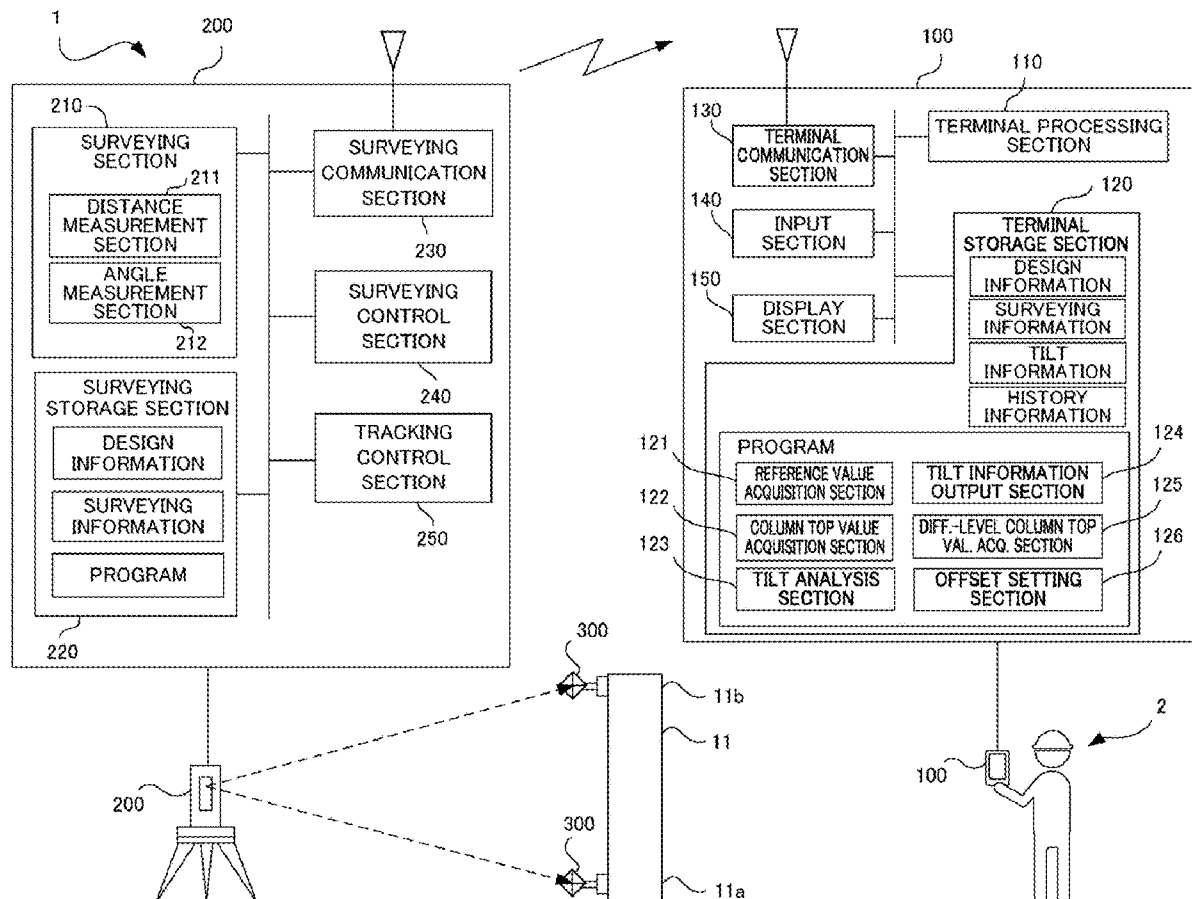 1
200
210
SURVEYING
SECTION
211
DISTANCE
MEASUREMENT
SECTION
ANGLE
MEASUREMENT
SECTION
212
SURVEYING
COMMUNICATION
SECTION
230
SURVEYING
CONTROL
SECTION
240
TRACKING
CONTROL
SECTION
250
SURVEYING
STORAGE SECTION
DESIGN
INFORMATION
SURVEYING
INFORMATION
PROGRAM
220
100
110
130
TERMINAL
COMMUNICATION
SECTION
TERMINAL PROCESSING
SECTION
140
INPUT
SECTION
150
DISPLAY
SECTION
120
TERMINAL
STORAGE SECTION
DESIGN
INFORMATION
SURVEYING
INFORMATION
TILT
INFORMATION
HISTORY
INFORMATION
PROGRAM
121
REFERENCE VALUE
ACQUISITION SECTION
122
COLUMN TOP VALUE
ACQUISITION SECTION
123
TILT ANALYSIS
SECTION
124
TILT INFORMATION
OUTPUT SECTION
125
DIFF.-LEVEL COLUMN TOP
VAL. ACQ. SECTION
126
OFFSET SETTING
SECTION
300
11b
11
200
300
11a
2
100